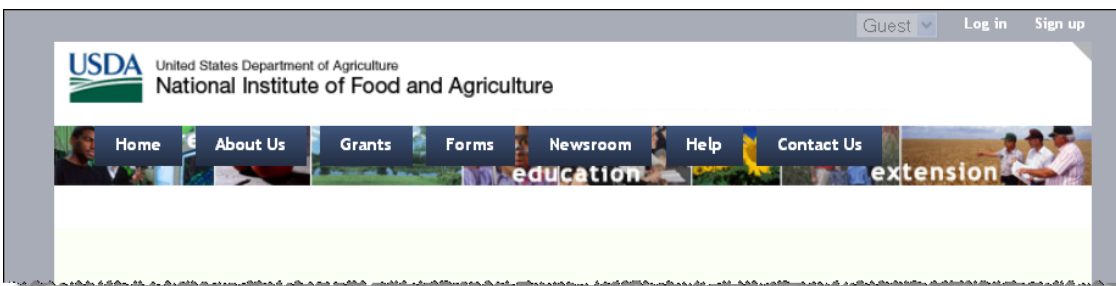 Guest Log in Sign up
USDA United States Department of Agriculture
National Institute of Food and Agriculture
Home About Us Grants Forms Newsroom Help Contact Us
education extension